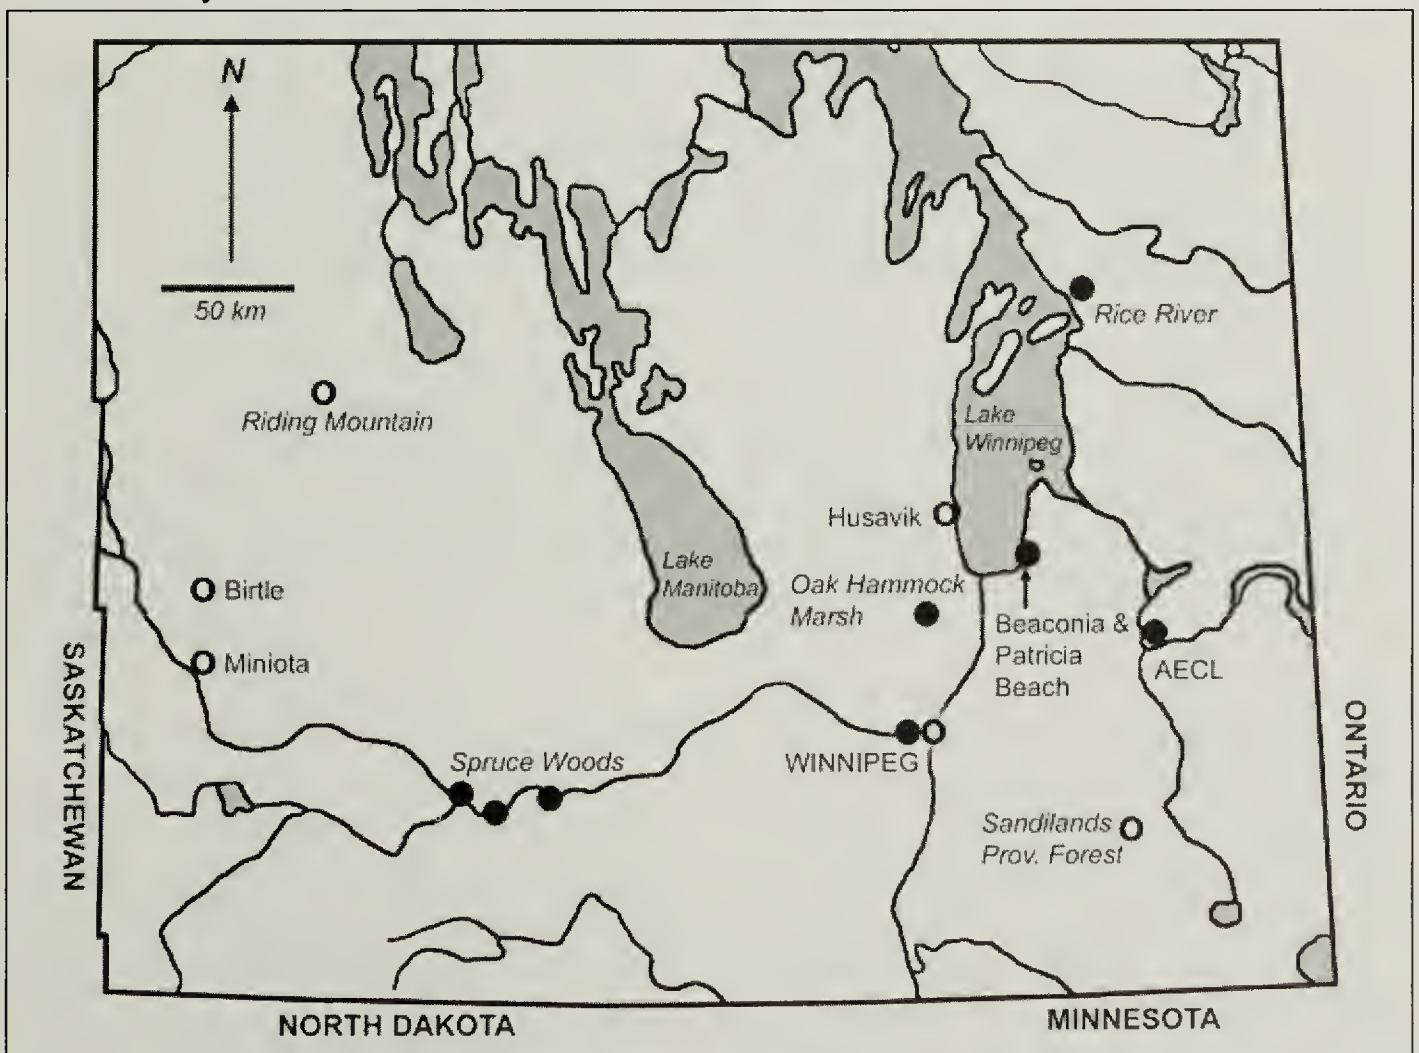 N
50 km
Rice River
Riding Mountain
Lake
Winnipeg
Husavik
Lake
Manitoba
Oak Hammock
Marsh
Birtle
Beaconia &
Patricia
Beach
Miniota
AECL
SASKATCHEWAN
ONTARIO
Spruce Woods
WINNIPEG
Sandilands
Prov. Forest
NORTH DAKOTA
MINNESOTA